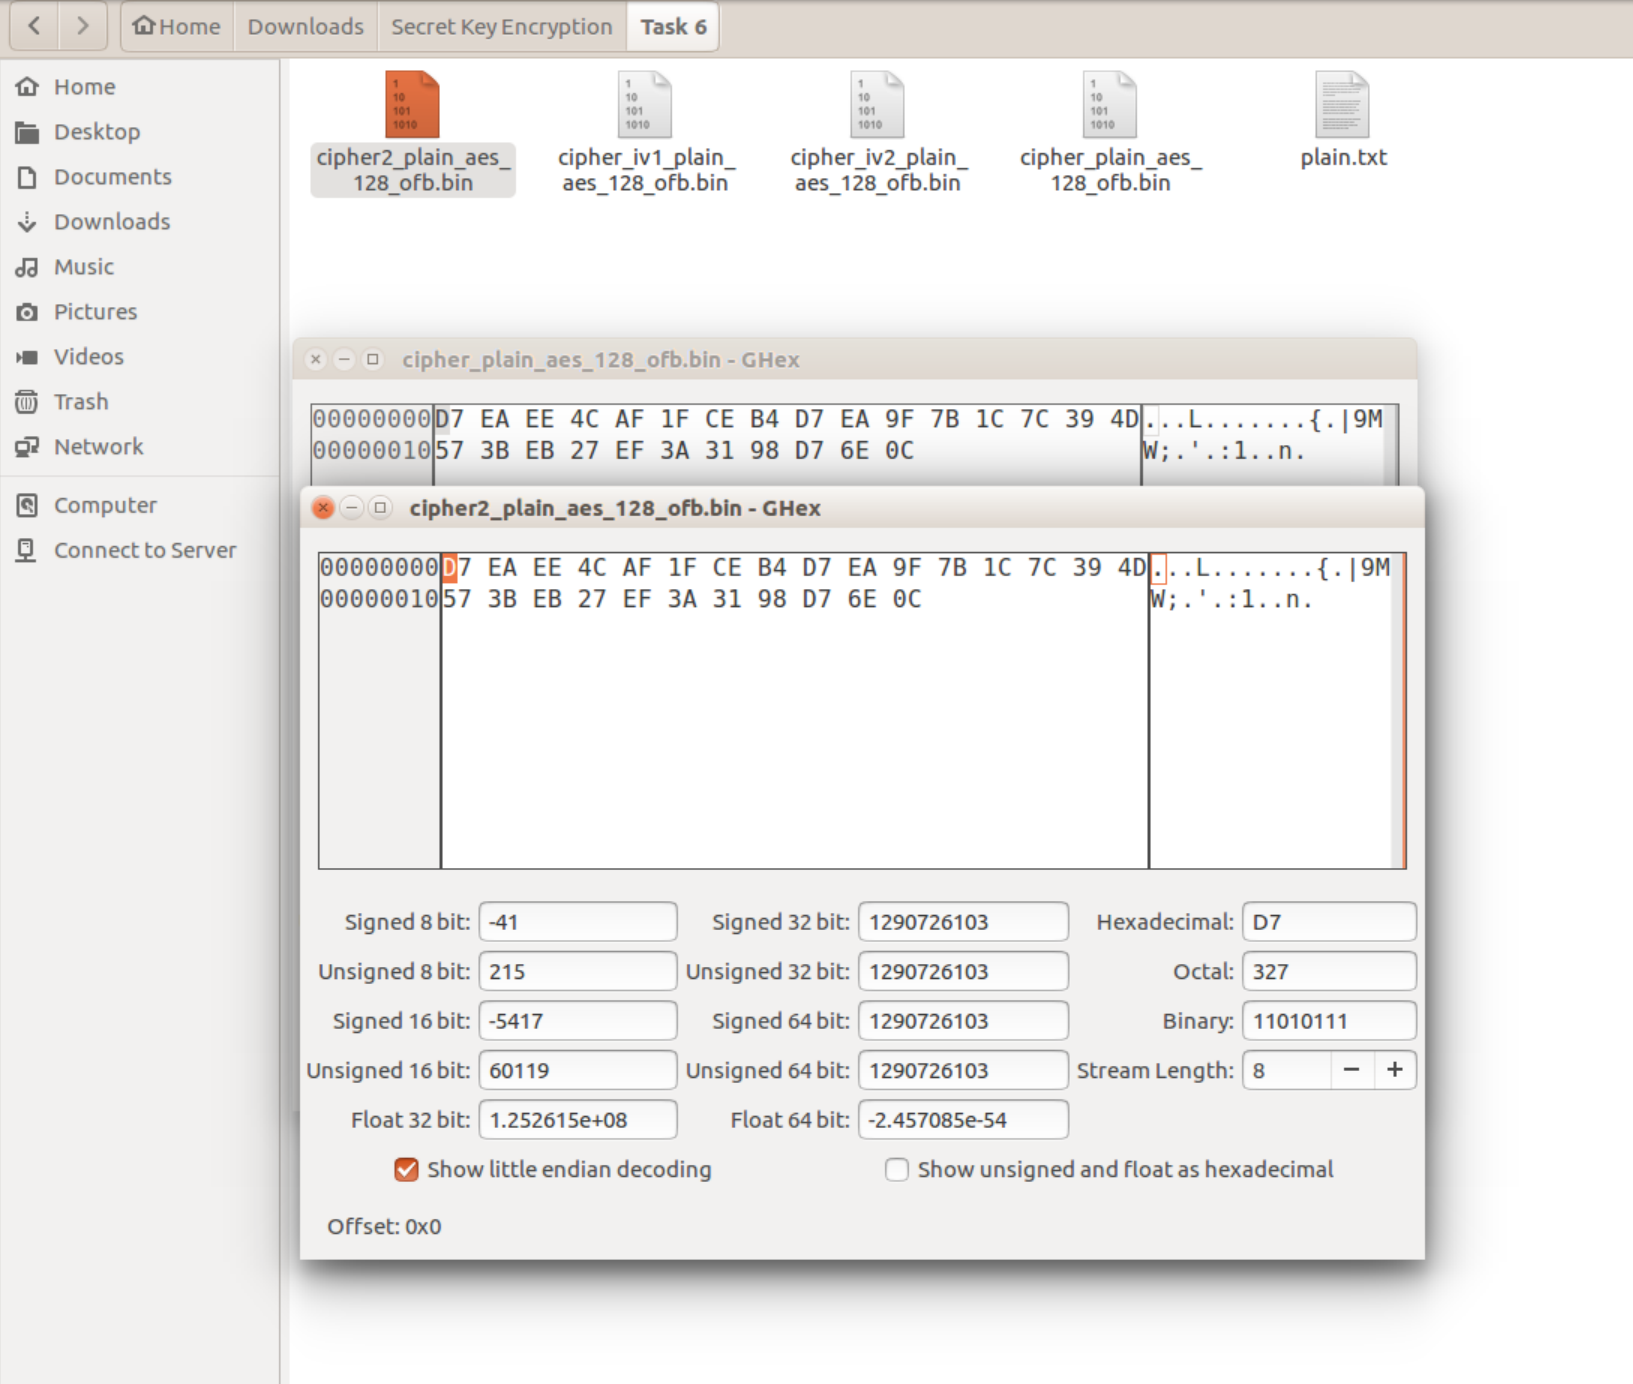 Home Downloads Secret Key Encryption Task 6
Home
Desktop
Documents
Downloads
Music
Pictures
Videos
Trash
Network
Computer
Connect to Server
1
10
101
1010
cipher2_plain_aes_
128_ofb.bin
1
10
101
1010
cipher_iv1_plain_
aes_128_ofb.bin
1
10
101
1010
cipher_iv2_plain_
aes_128_ofb.bin
1
10
101
1010
cipher_plain_aes_
128_ofb.bin
plain.txt
cipher_plain_aes_128_ofb.bin - GHex
00000000 D7 EA EE 4C AF 1F CE B4 D7 EA 9F 7B 1C 7C 39 4D ...L.......{.|9M
00000010 57 3B EB 27 EF 3A 31 98 D7 6E 0C W;.'.:1..n.
cipher2_plain_aes_128_ofb.bin - GHex
00000000 D7 EA EE 4C AF 1F CE B4 D7 EA 9F 7B 1C 7C 39 4D ...L.......{.|9M
00000010 57 3B EB 27 EF 3A 31 98 D7 6E 0C W;.'.:1..n.
Signed 8 bit: -41 Signed 32 bit: 1290726103 Hexadecimal: D7
Unsigned 8 bit: 215 Unsigned 32 bit: 1290726103 Octal: 327
Signed 16 bit: -5417 Signed 64 bit: 1290726103 Binary: 11010111
Unsigned 16 bit: 60119 Unsigned 64 bit: 1290726103 Stream Length: 8 − +
Float 32 bit: 1.252615e+08 Float 64 bit: -2.457085e-54
Show little endian decoding Show unsigned and float as hexadecimal
Offset: 0x0